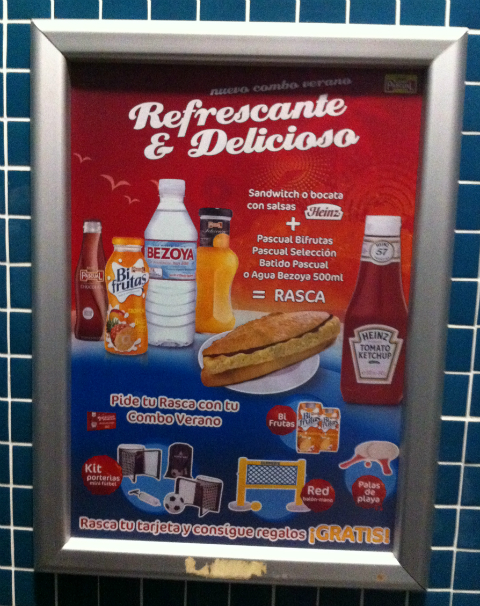 nuevo combo verano
Refrescante
& Delicioso
Sandwitch o bocata
con salsas Heinz
+
Pascual Bifrutas
Pascual Selección
Batido Pascual
o Agua Bezoya 500ml
= RASCA
BEZOYA
Bi
frutas
57
HEINZ
TOMATO
KETCHUP
Pide tu Rasca con tu
Combo Verano
Bi
Frutas
Kit
porterías
Red
Palas
de
playa
Rasca tu tarjeta y consigue regalos ¡GRATIS!